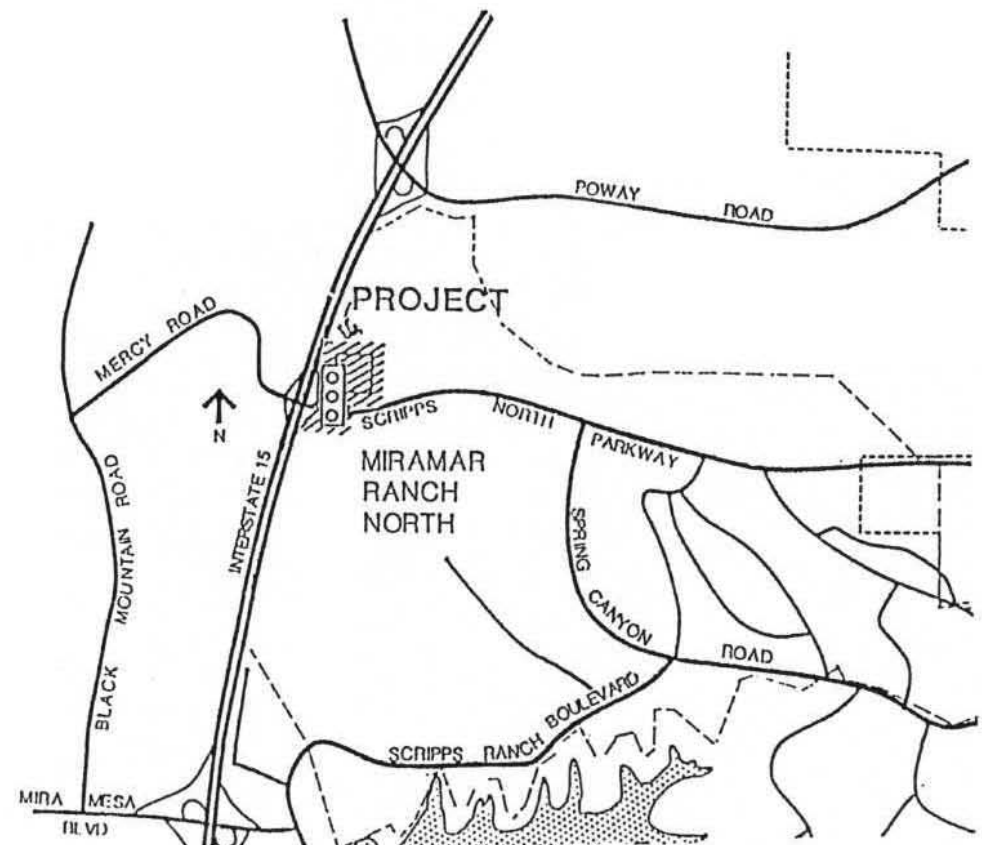 POWAY ROAD
PROJECT
MERCY ROAD
N
SCRIPPS NORTH PARKWAY
MIRAMAR
RANCH
NORTH
INTERSTATE 15
BLACK MOUNTAIN ROAD
SPRING CANYON ROAD
SCRIPPS RANCH BOULEVARD
MIRA MESA
BLVD